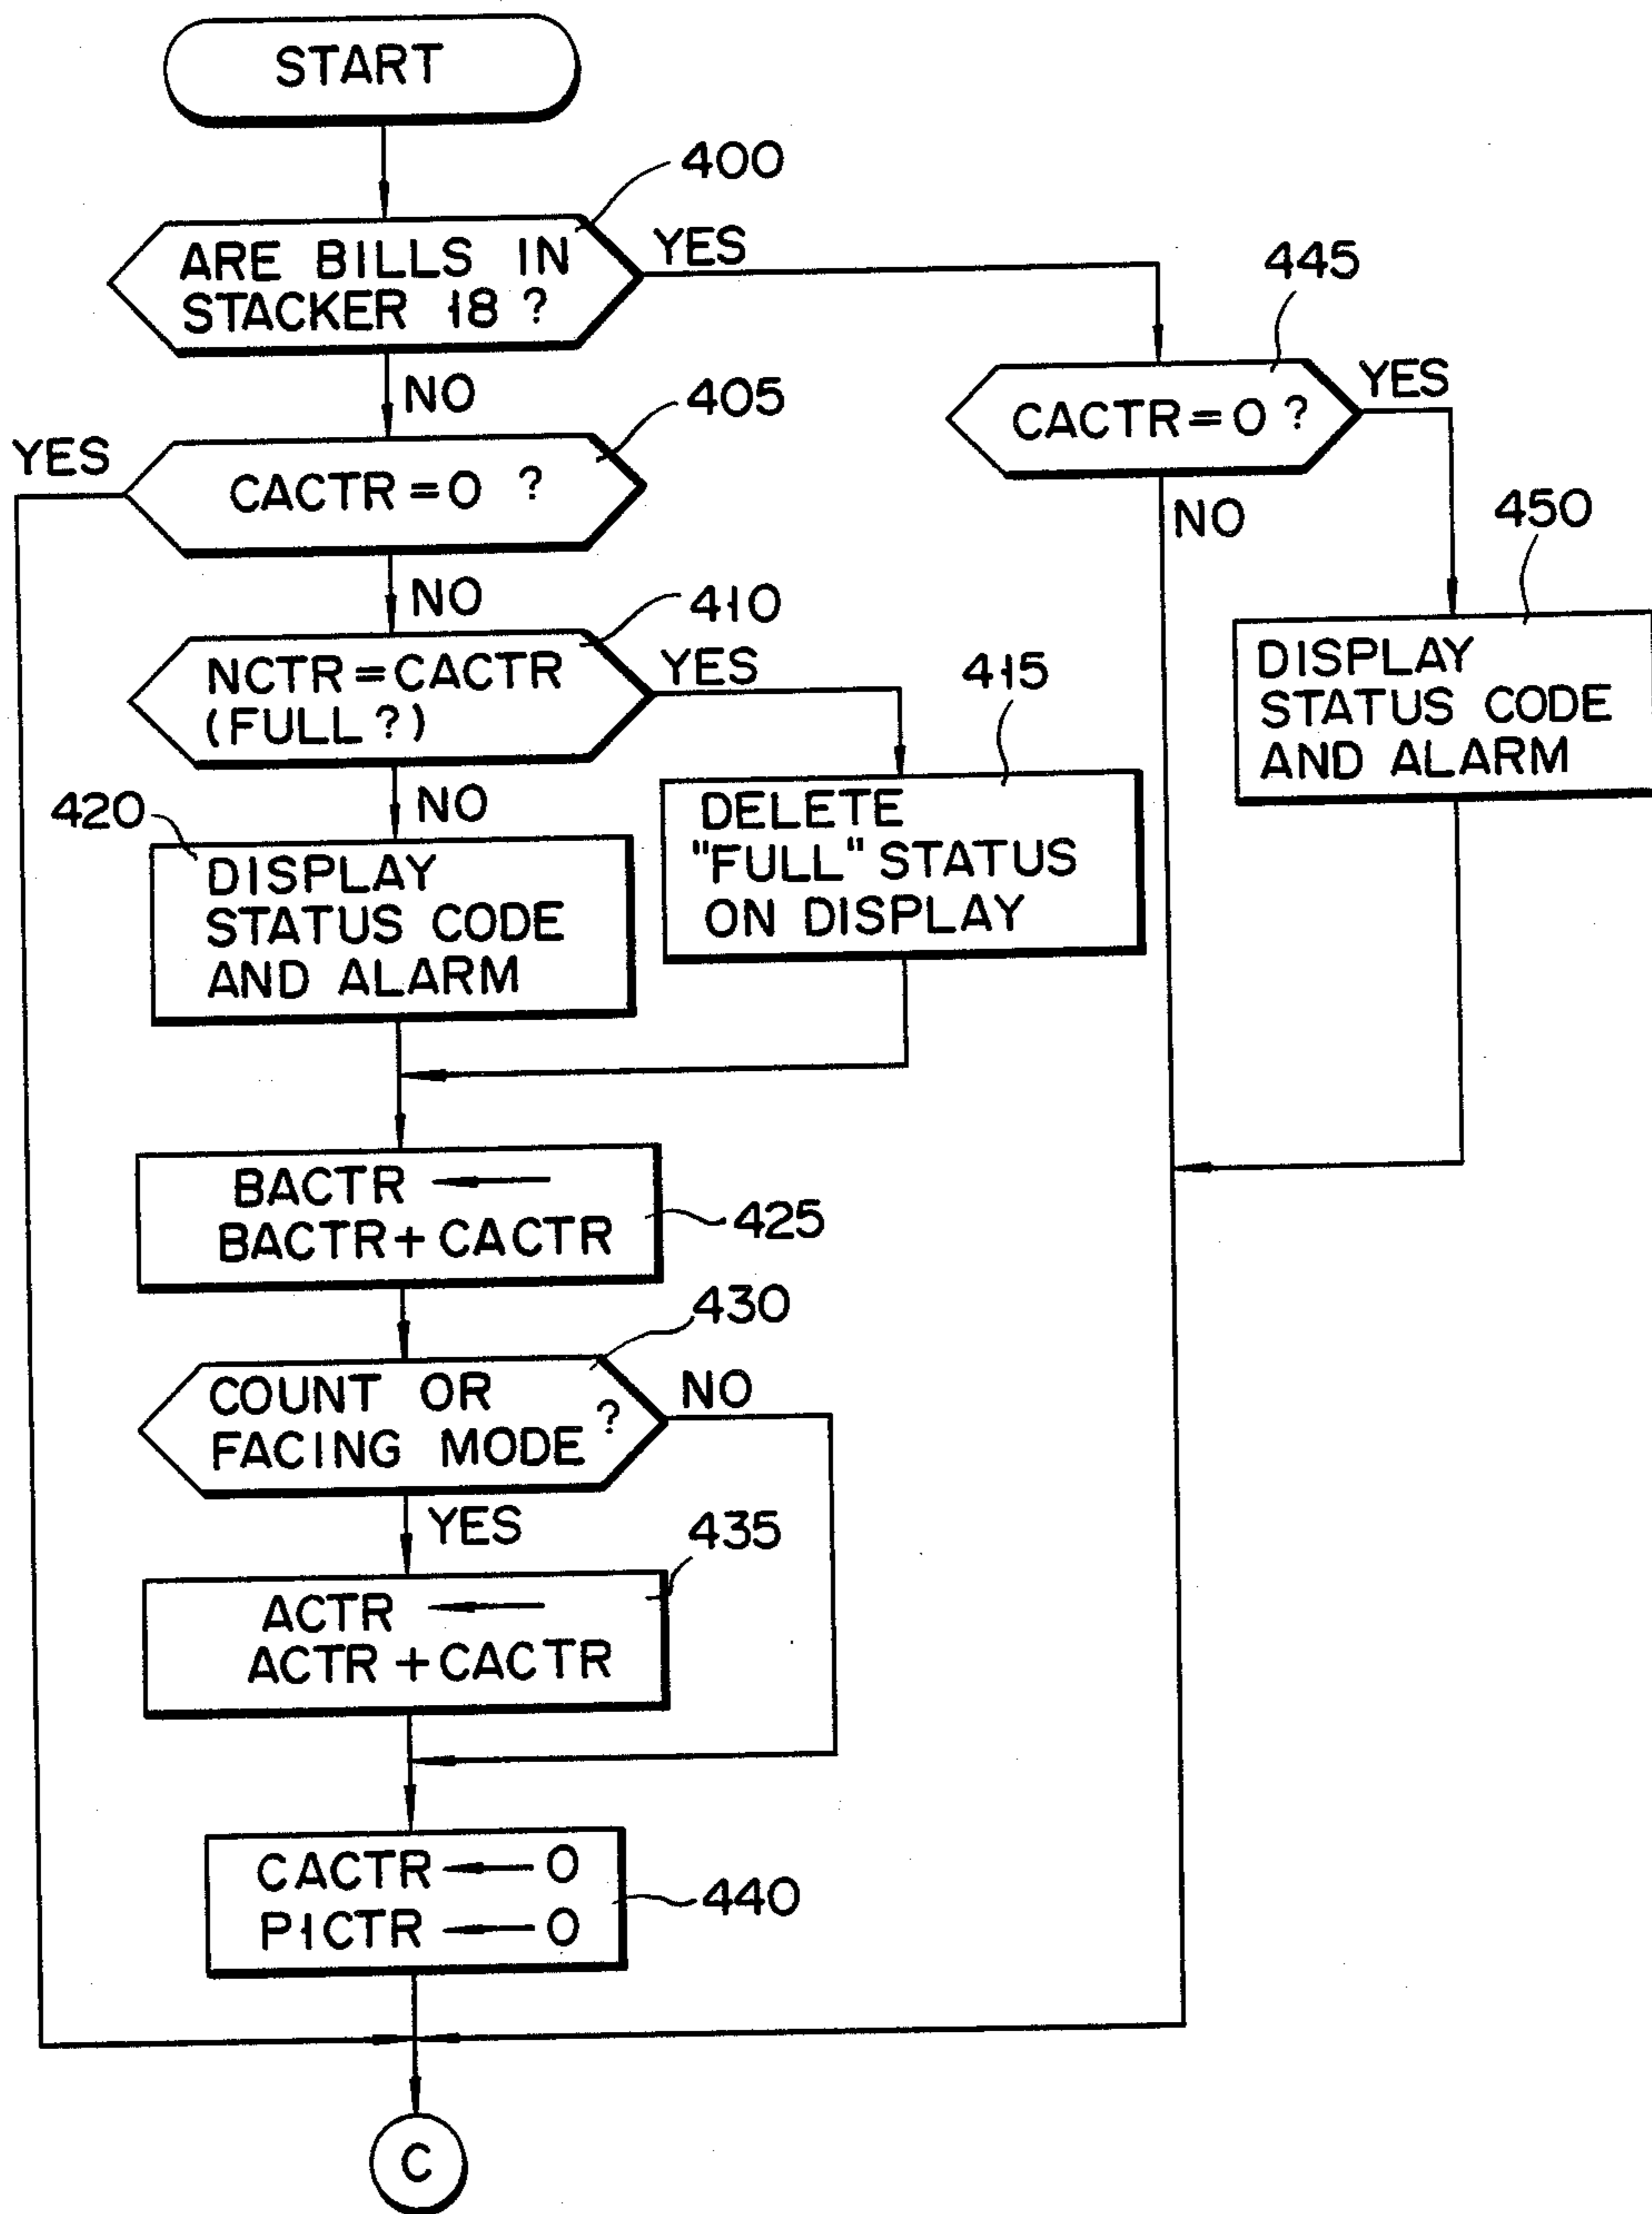 START
400
ARE BILLS IN
STACKER 18 ?
YES
445
NO
405
CACTR = 0 ?
YES
YES
CACTR = 0 ?
NO
450
NO
410
NCTR = CACTR
(FULL ?)
YES
415
DISPLAY
STATUS CODE
AND ALARM
NO
420
DELETE
"FULL" STATUS
ON DISPLAY
DISPLAY
STATUS CODE
AND ALARM
BACTR ←
BACTR + CACTR
425
430
COUNT OR
FACING MODE ?
NO
YES
435
ACTR ←
ACTR + CACTR
CACTR ← 0
P1CTR ← 0
440
C